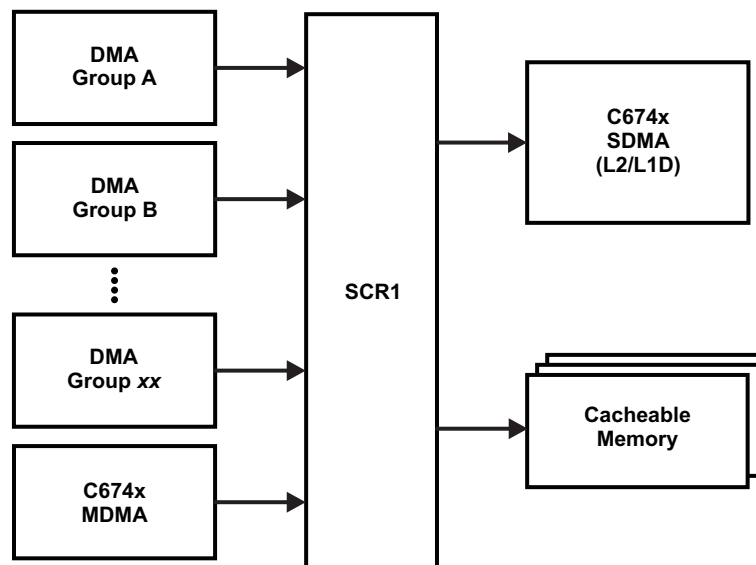 DMA
Group A
DMA
Group B
DMA
Group xx
C674x
MDMA
SCR1
C674x
SDMA
(L2/L1D)
Cacheable
Memory